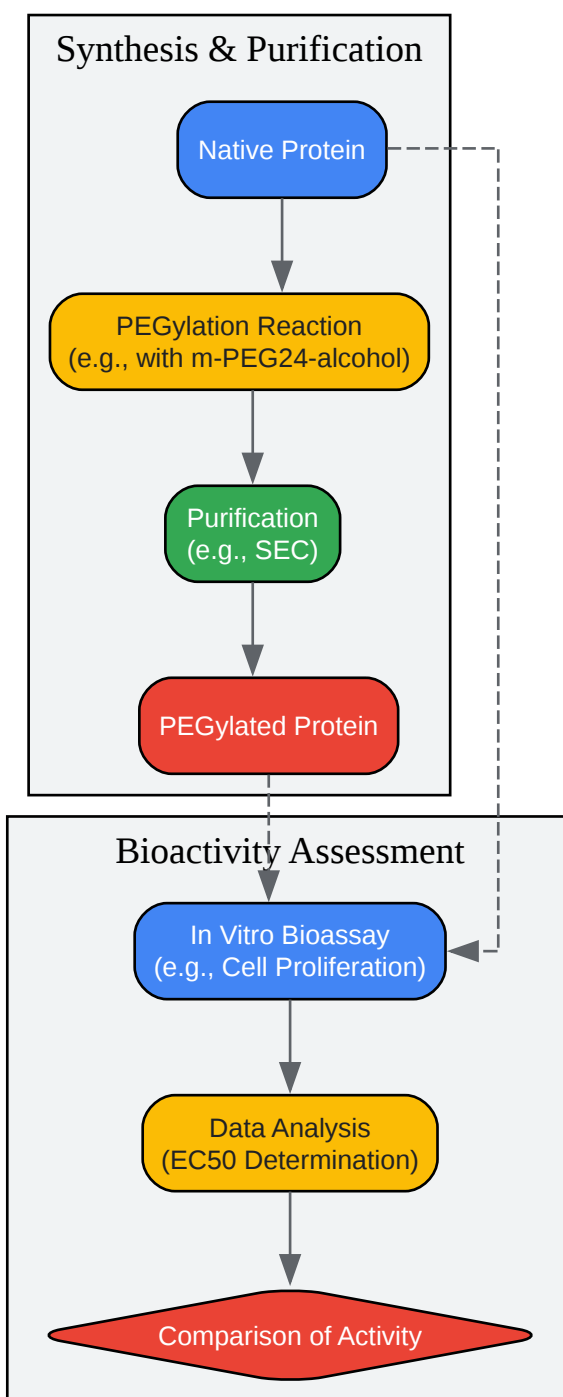 Synthesis & Purification
Native Protein
PEGylation Reaction
(e.g., with m-PEG24-alcohol)
Purification
(e.g., SEC)
PEGylated Protein
Bioactivity Assessment
In Vitro Bioassay
(e.g., Cell Proliferation)
Data Analysis
(EC50 Determination)
Comparison of Activity